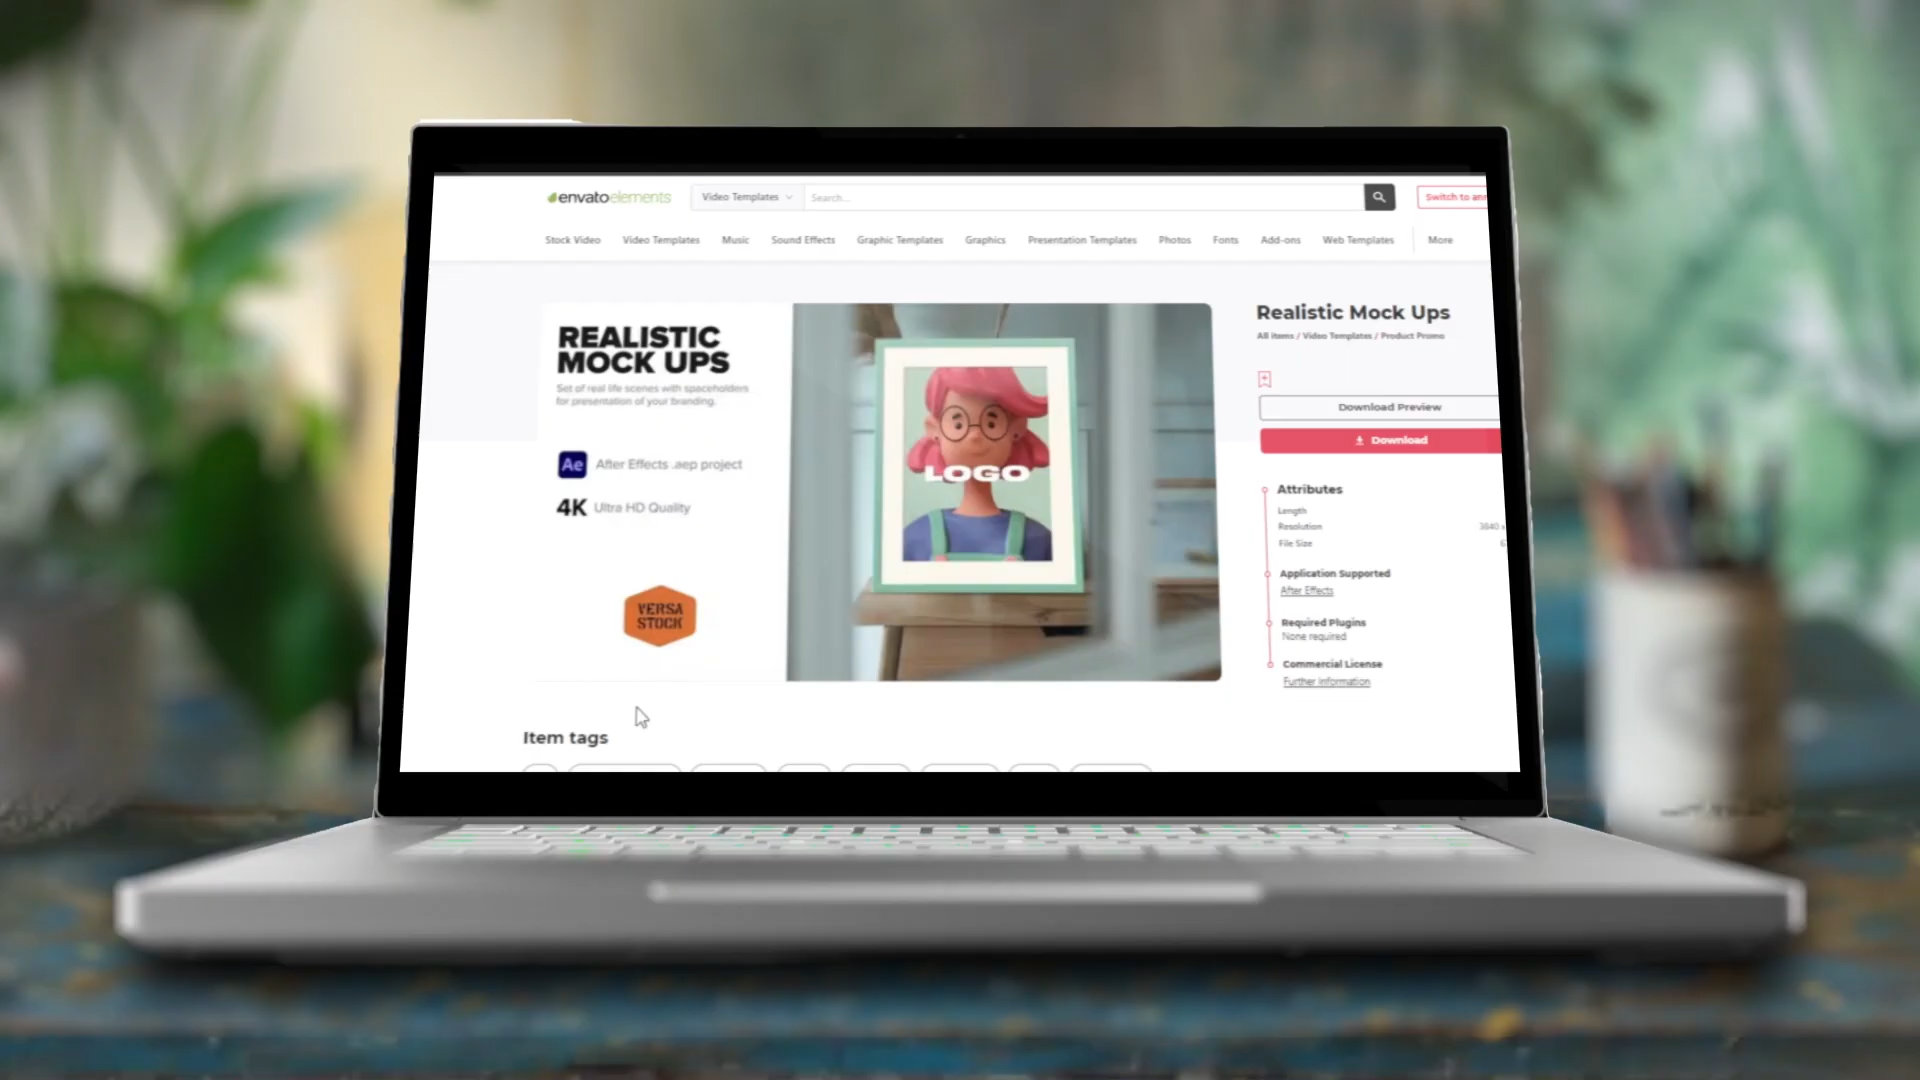 envatoelements
Video Templates
Search...
Stock Video
Video Templates
Music
Sound Effects
Graphic Templates
Graphics
Presentation Templates
Photos
Fonts
Add-ons
Web Templates
More
REALISTIC
MOCK UPS
Set of real life scenes with spaceholders
for presentation of your branding.
Ae After Effects .aep project
4K Ultra HD Quality
VERSA
STOCK
LOGO
Realistic Mock Ups
All items / Video Templates / Product Promo
Download Preview
Download
Attributes
Length
Resolution
File Size
Application Supported
After Effects
Required Plugins
None required
Commercial License
Further Information
Item tags